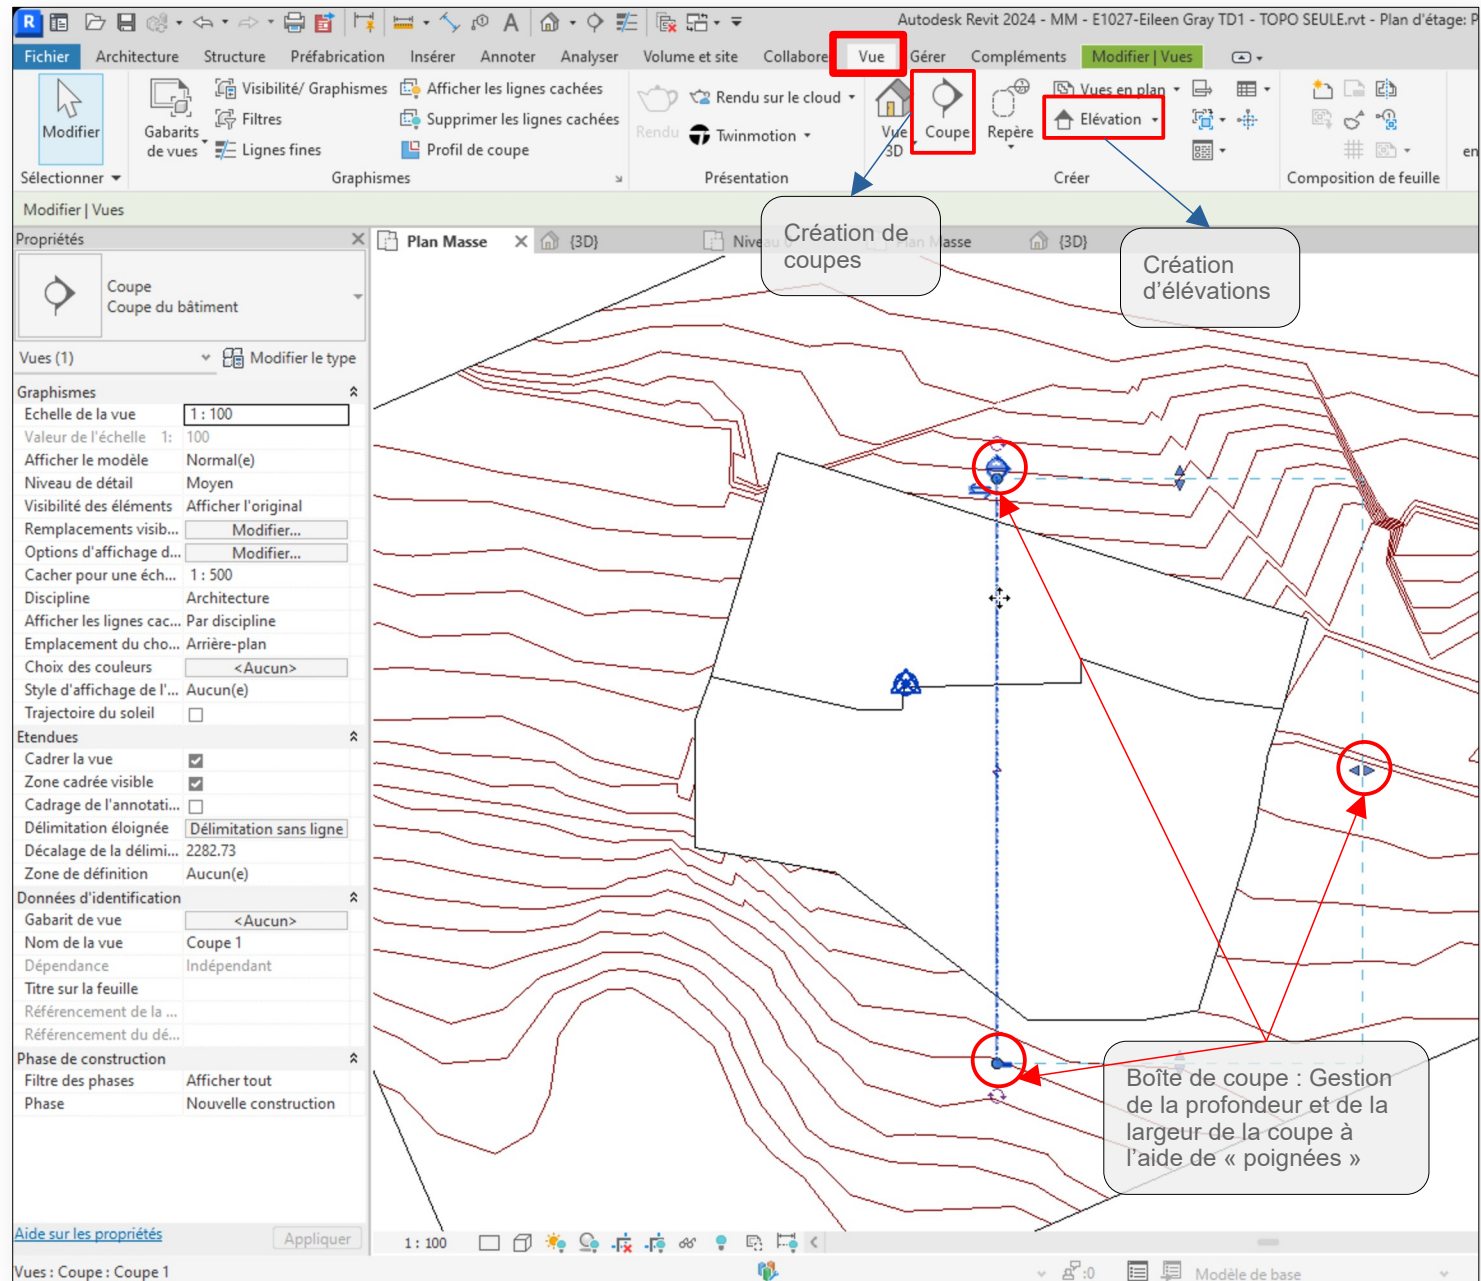 Autodesk Revit 2024 - MM - E1027-Eileen Gray TD1 - TOPO SEULE.rvt - Plan d'étage: P
Fichier Architecture Structure Préfabrication Insérer Annoter Analyser Volume et site Collabore Vue Gérer Compléments Modifier | Vues
Modifier
Gabarits de vues
Visibilité/ Graphismes
Filtres
Lignes fines
Afficher les lignes cachées
Supprimer les lignes cachées
Profil de coupe
Rendu
Rendu sur le cloud
Twinmotion
Vue 3D
Coupe
Repère
Vues en plan
Elévation
en
Sélectionner Graphismes Présentation Créer Composition de feuille
Modifier | Vues
Propriétés
Plan Masse {3D} Niveau 0 Plan Masse {3D}
Création de
coupes
Création
d'élévations
Coupe
Coupe du bâtiment
Vues (1) Modifier le type
Graphismes
Echelle de la vue 1 : 100
Valeur de l'échelle 1: 100
Afficher le modèle Normal(e)
Niveau de détail Moyen
Visibilité des éléments Afficher l'original
Remplacements visib... Modifier...
Options d'affichage d... Modifier...
Cacher pour une éch... 1 : 500
Discipline Architecture
Afficher les lignes cac... Par discipline
Emplacement du cho... Arrière-plan
Choix des couleurs <Aucun>
Style d'affichage de l'... Aucun(e)
Trajectoire du soleil
Etendues
Cadrer la vue
Zone cadrée visible
Cadrage de l'annotati...
Délimitation éloignée Délimitation sans ligne
Décalage de la délimi... 2282.73
Zone de définition Aucun(e)
Données d'identification
Gabarit de vue <Aucun>
Nom de la vue Coupe 1
Dépendance Indépendant
Titre sur la feuille
Référencement de la ...
Référencement du dé...
Phase de construction
Filtre des phases Afficher tout
Phase Nouvelle construction
Boîte de coupe : Gestion
de la profondeur et de la
largeur de la coupe à
l'aide de « poignées »
Aide sur les propriétés Appliquer
1 : 100
Vues : Coupe : Coupe 1
:0 Modèle de base